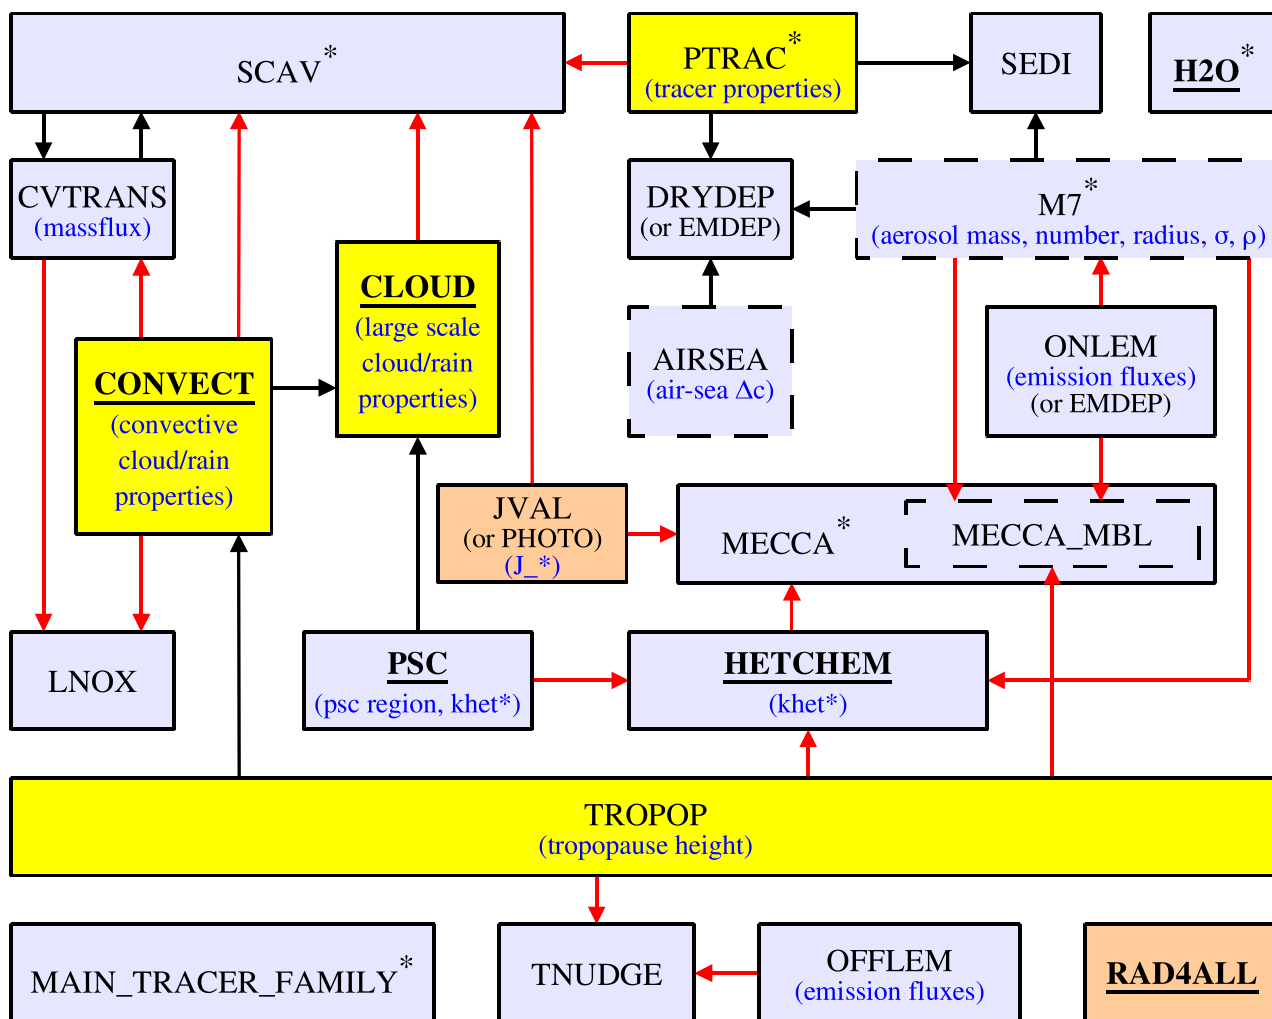 SCAV*
PTRAC*
(tracer properties)
SEDI
H2O*
CVTRANS
(massflux)
DRYDEP
(or EMDEP)
M7*
(aerosol mass, number, radius, σ, ρ)
CLOUD
(large scale
cloud/rain
properties)
AIRSEA
(air-sea Δc)
ONLEM
(emission fluxes)
(or EMDEP)
CONVECT
(convective
cloud/rain
properties)
JVAL
(or PHOTO)
(J_*)
MECCA*
MECCA_MBL
LNOX
PSC
(psc region, khet*)
HETCHEM
(khet*)
TROPOP
(tropopause height)
MAIN_TRACER_FAMILY*
TNUDGE
OFFLEM
(emission fluxes)
RAD4ALL